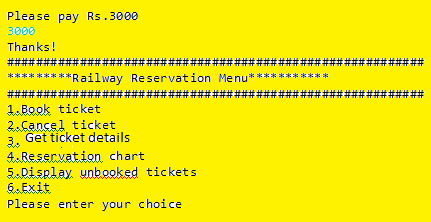 Please pay Rs.3000
3000
Thanks!
##########################################################
*********Railway Reservation Menu***********
##########################################################
1.Book ticket
2.Cancel ticket
3. Get ticket details
4.Reservation chart
5.Display unbooked tickets
6.Exit
Please enter your choice